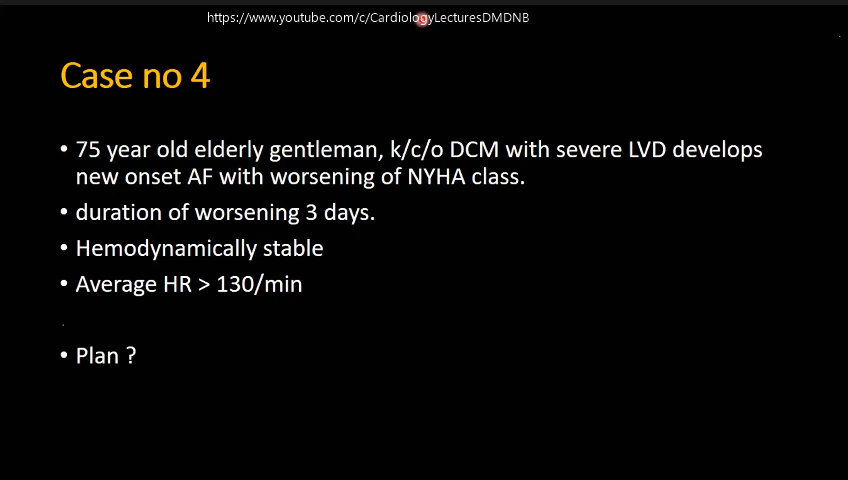 https://www.youtube.com/c/CardiologyLecturesDMDNB
Case no 4
• 75 year old elderly gentleman, k/c/o DCM with severe LVD develops
new onset AF with worsening of NYHA class.
• duration of worsening 3 days.
• Hemodynamically stable
• Average HR > 130/min
• Plan ?